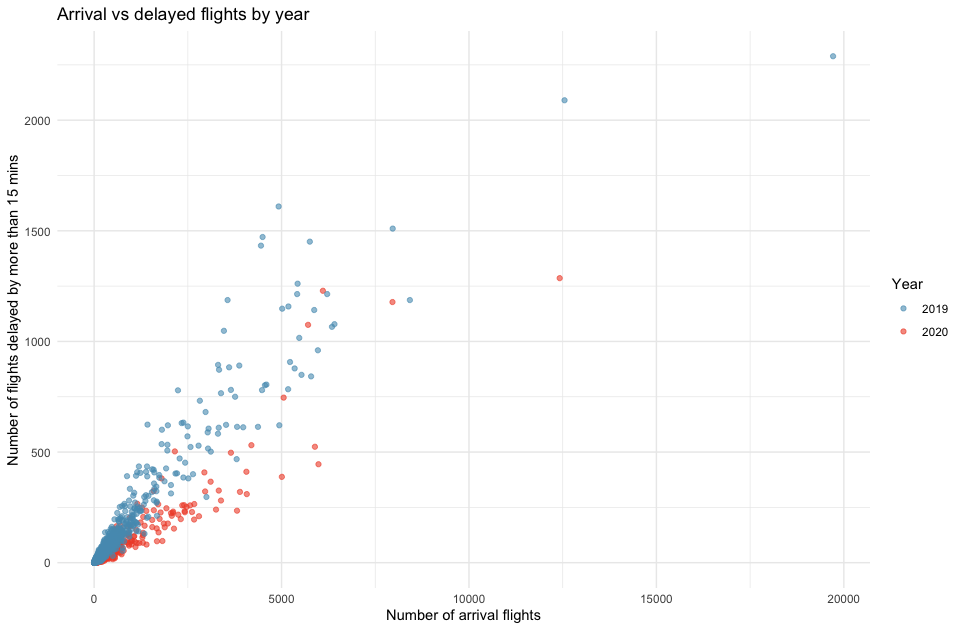 Arrival vs delayed flights by year
Number of flights delayed by more than 15 mins
2000
1500
1000
500
0
0 5000 10000 15000 20000
Number of arrival flights
Year
2019
2020